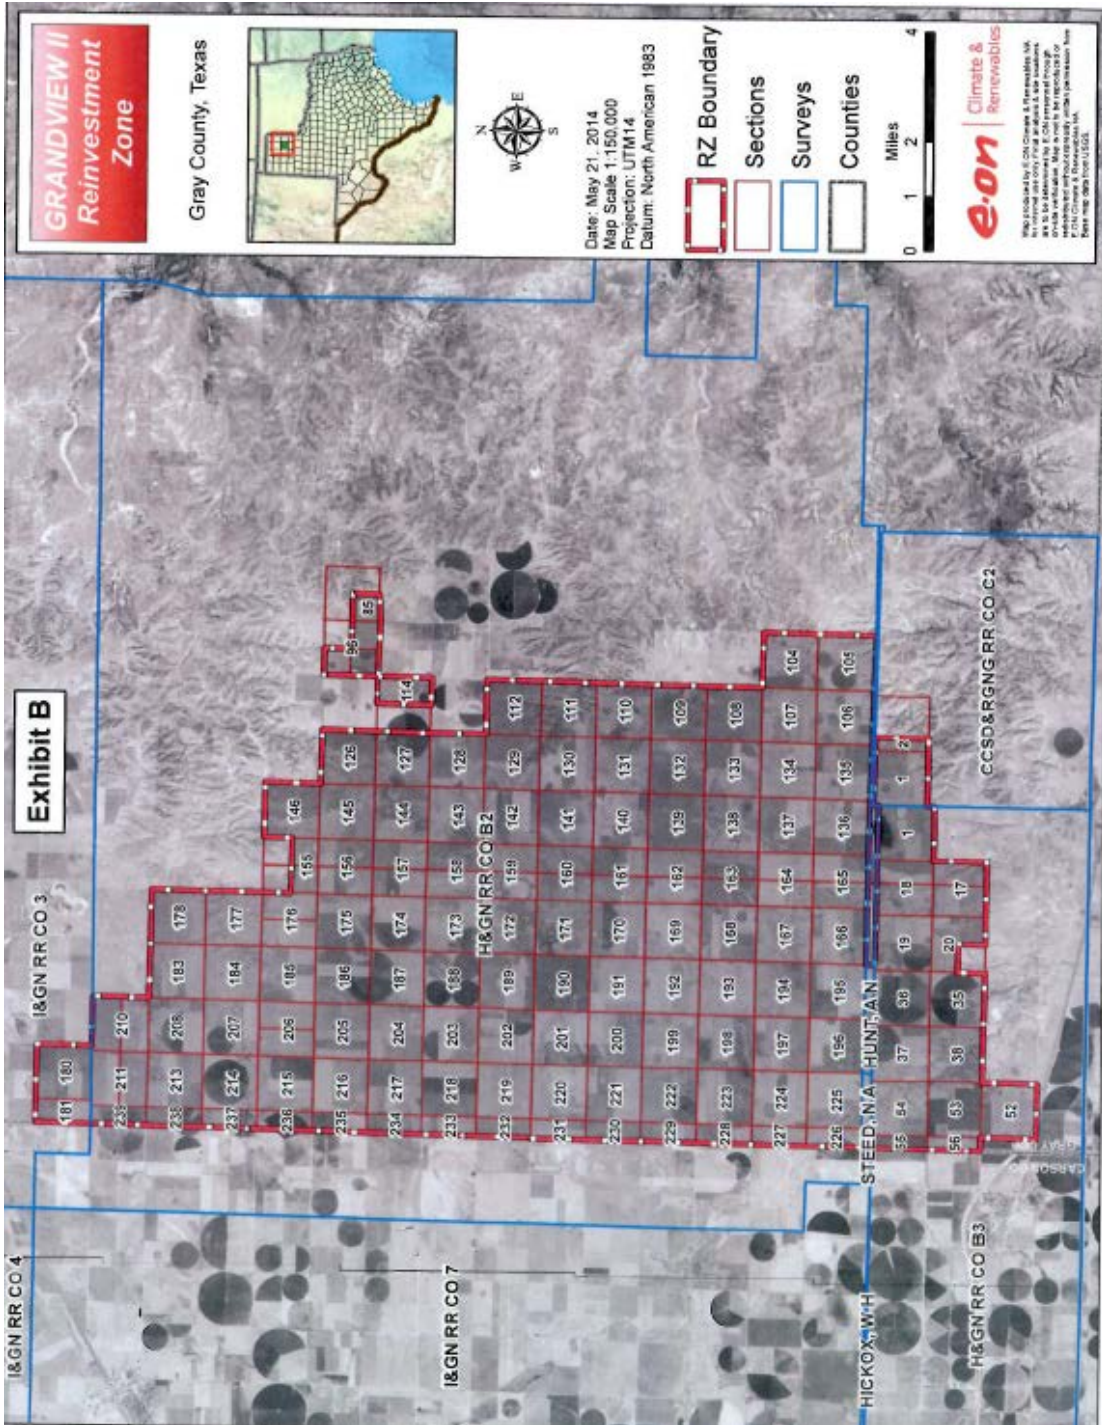 Exhibit B
GRANDVIEW II
Reinvestment
Zone
Gray County, Texas
N
W
E
S
Date: May 21, 2014
Map Scale 1:150,000
Projection: UTM14
Datum: North American 1983
RZ Boundary
Sections
Surveys
Counties
Miles
0 1 2 4
e.on Climate &
Renewables
I&GN RR CO 4
I&GN RR CO 3
I&GN RR CO 7
H&GN RR CO B2
HICKOX, W H
STEED, N A
HUNT, A N
H&GN RR CO B3
CCSD&RGNG RR CO C2
CARSON CO
181 180
239 211 210
238 213 208 183 178
237 214 207 184 177
236 215 206 185 176 155 146
235 216 205 186 175 156 145 126 96
234 217 204 187 174 157 144 127 114 85
233 218 203 188 173 158 143 128
232 219 202 189 172 159 142 129 112
231 220 201 190 171 160 141 130 111
230 221 200 191 170 161 140 131 110
229 222 199 192 169 162 139 132 109
228 223 198 193 168 163 138 133 108
227 224 197 194 167 164 137 134 107 104
226 225 196 195 166 165 136 135 106 105
55 54 37 36 19 18 1 1 2
56 53 38 35 20 17
52